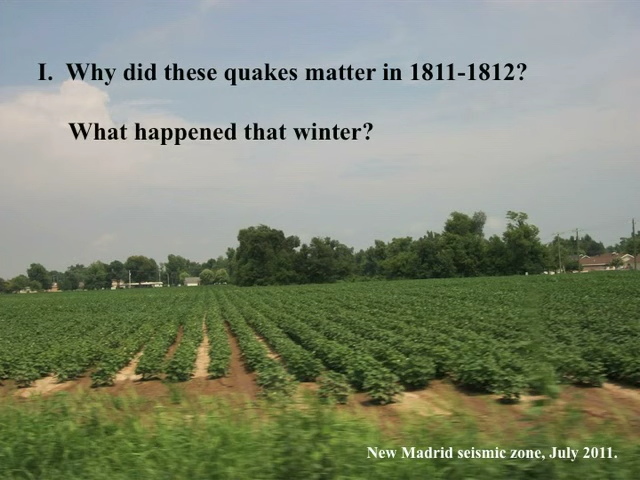 I. Why did these quakes matter in 1811-1812?
What happened that winter?
New Madrid seismic zone, July 2011.